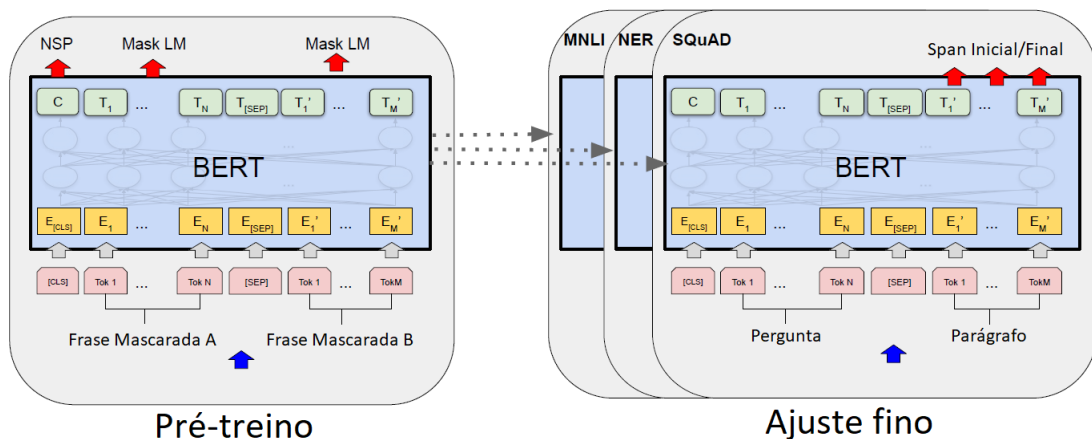 NSP Mask LM Mask LM
C T1 ... TN T[SEP] T1' ... TM'
...
BERT
...
E[CLS] E1 ... EN E[SEP] E1' ... EM'
[CLS] Tok 1 ... Tok N [SEP] Tok 1 ... TokM
Frase Mascarada A Frase Mascarada B
Pré-treino
MNLI NER SQuAD
Span Inicial/Final
C T1 ... TN T[SEP] T1' ... TM'
...
BERT
...
E[CLS] E1 ... EN E[SEP] E1' ... EM'
[CLS] Tok 1 ... Tok N [SEP] Tok 1 ... TokM
Pergunta Parágrafo
Ajuste fino